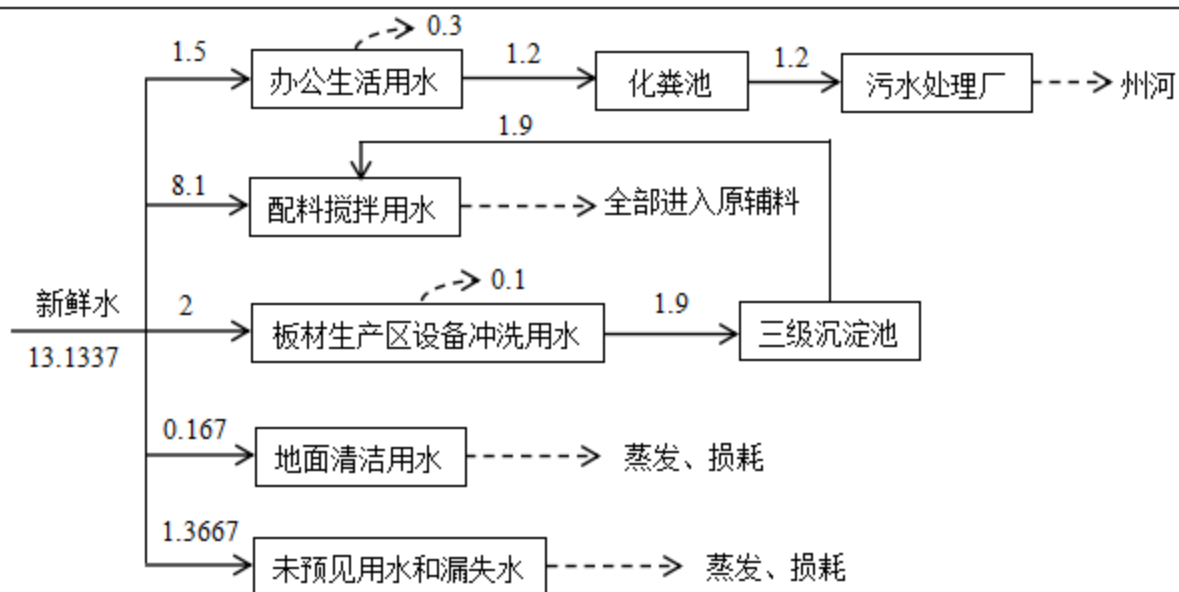 0.3
1.5
办公生活用水
1.2
化粪池
1.2
污水处理厂
州河
1.9
8.1
配料搅拌用水
全部进入原辅料
新鲜水
13.1337
0.1
2
板材生产区设备冲洗用水
1.9
三级沉淀池
0.167
地面清洁用水
蒸发、损耗
1.3667
未预见用水和漏失水
蒸发、损耗